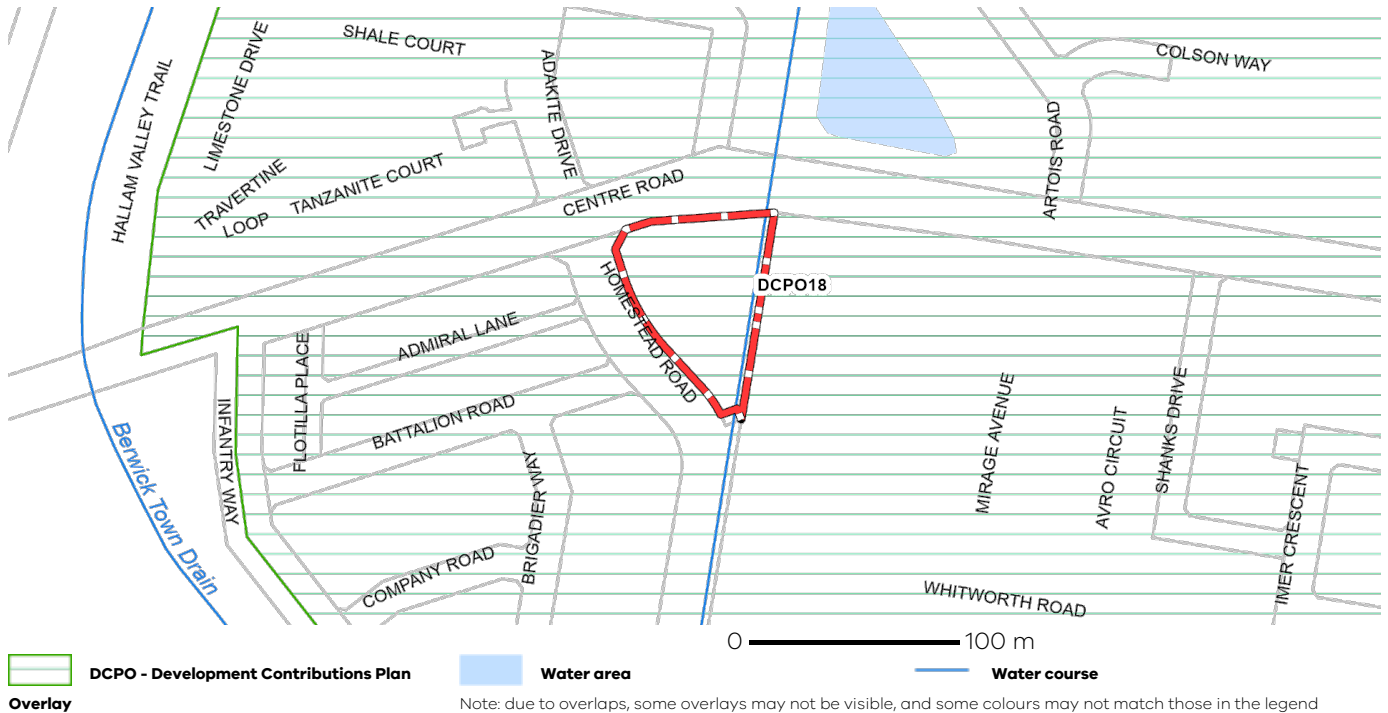 SHALE COURT
COLSON WAY
HALLAM VALLEY TRAIL
LIMESTONE DRIVE
ADAKITE DRIVE
ARTOIS ROAD
TRAVERTINE
LOOP
TANZANITE COURT
CENTRE ROAD
HOMESTEAD ROAD
DCPO18
ADMIRAL LANE
FLOTILLA PLACE
BATTALION ROAD
INFANTRY WAY
Berwick Town Drain
BRIGADIER WAY
COMPANY ROAD
MIRAGE AVENUE
AVRO CIRCUIT
SHANKS DRIVE
IMER CRESCENT
WHITWORTH ROAD
0 100 m
DCPO - Development Contributions Plan
Overlay
Water area
Water course
Note: due to overlaps, some overlays may not be visible, and some colours may not match those in the legend